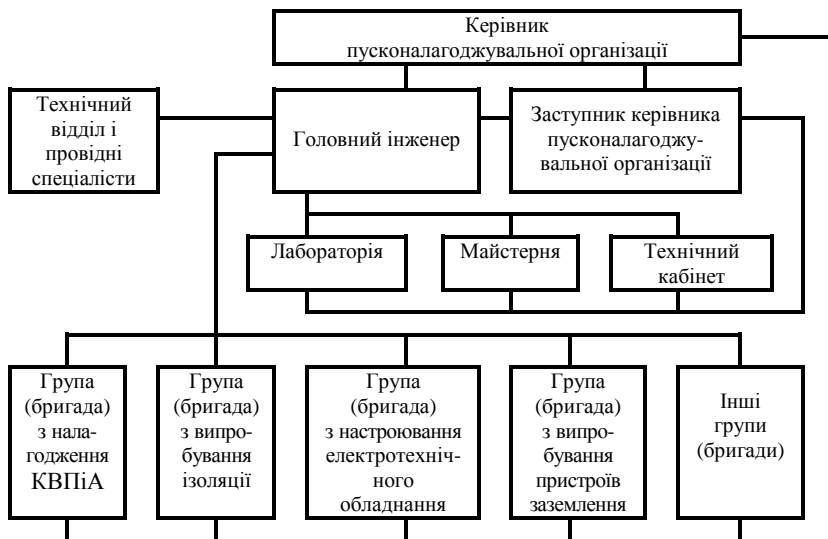 Керівник
пусконалагоджувальної організації
Технічний
відділ і
провідні
спеціалісти
Головний інженер
Заступник керівника
пусконалагоджу-
вальної організації
Лабораторія
Майстерня
Технічний
кабінет
Група
(бригада)
з нала-
годження
КВПіА
Група
(бригада)
з випро-
бування
ізоляції
Група
(бригада)
з настроювання
електротехніч-
ного
обладнання
Група
(бригада)
з випро-
бування
пристроїв
заземлення
Інші
групи
(бригади)